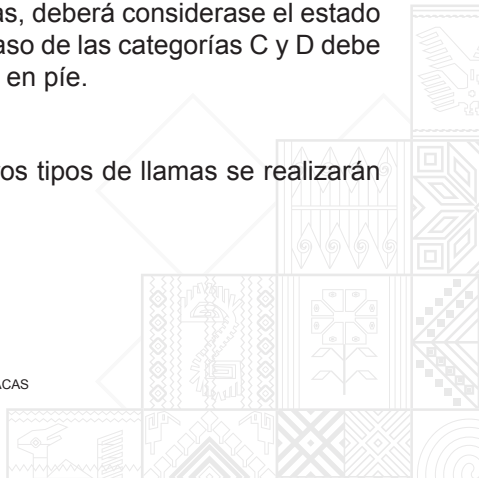 as, deberá considerase el estado
aso de las categorías C y D debe
en píe.
os tipos de llamas se realizarán
ACAS